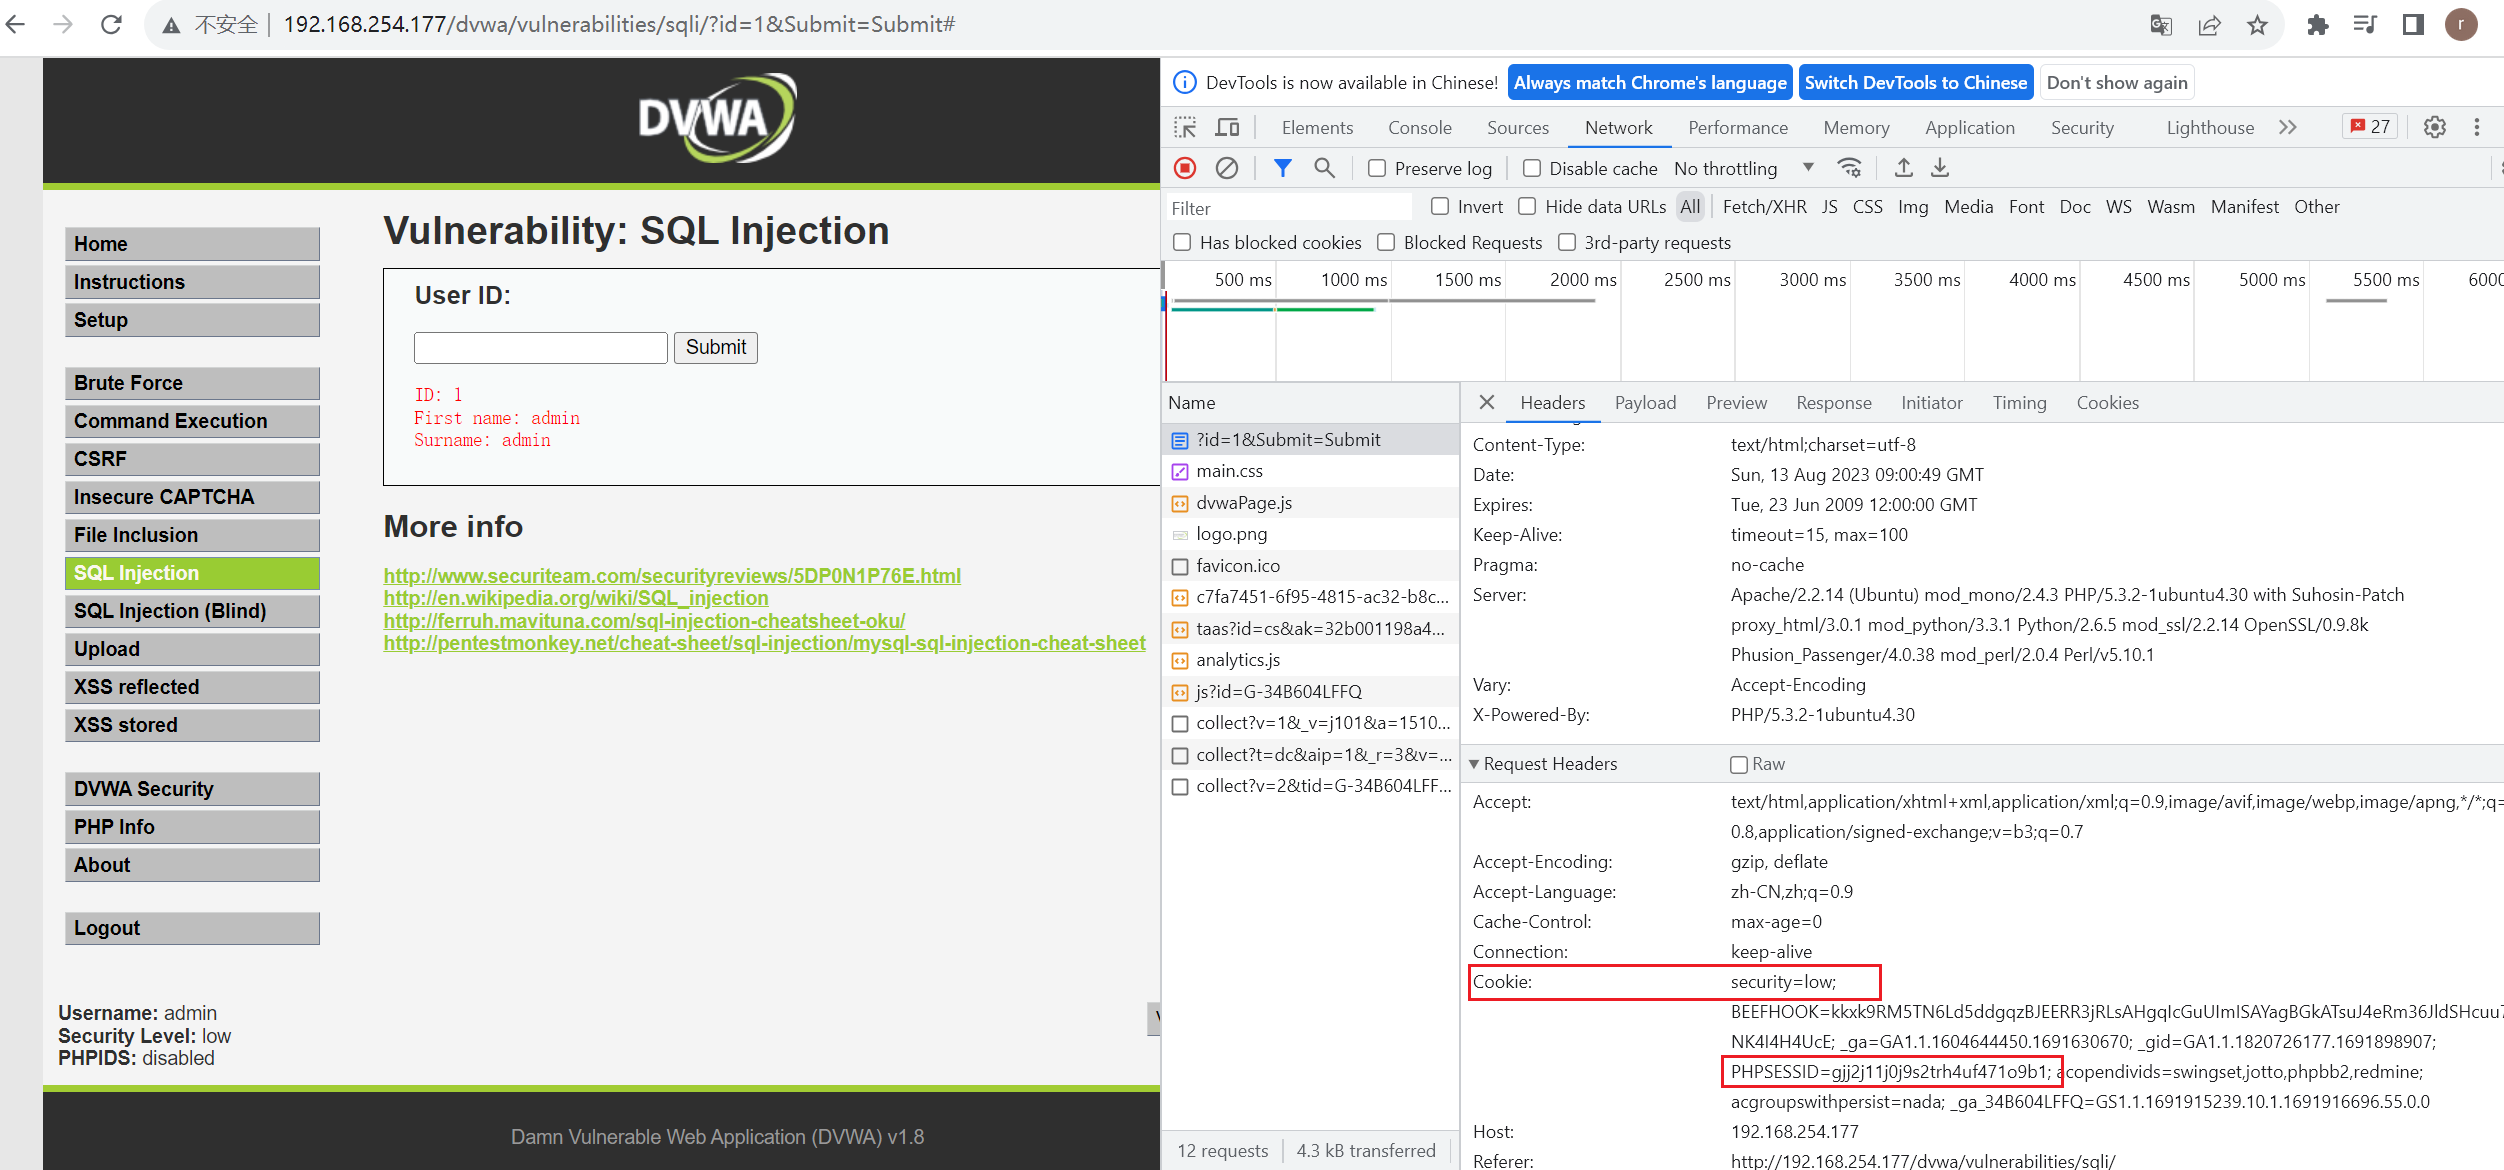 不安全 192.168.254.177/dvwa/vulnerabilities/sqli/?id=1&Submit=Submit#
r
DVWA
Home
Instructions
Setup
Brute Force
Command Execution
CSRF
Insecure CAPTCHA
File Inclusion
SQL Injection
SQL Injection (Blind)
Upload
XSS reflected
XSS stored
DVWA Security
PHP Info
About
Logout
Username: admin
Security Level: low
PHPIDS: disabled
Vulnerability: SQL Injection
User ID:
Submit
ID: 1
First name: admin
Surname: admin
More info
http://www.securiteam.com/securityreviews/5DP0N1P76E.html
http://en.wikipedia.org/wiki/SQL_injection
http://ferruh.mavituna.com/sql-injection-cheatsheet-oku/
http://pentestmonkey.net/cheat-sheet/sql-injection/mysql-sql-injection-cheat-sheet
Damn Vulnerable Web Application (DVWA) v1.8
DevTools is now available in Chinese! Always match Chrome's language Switch DevTools to Chinese Don't show again
Elements Console Sources Network Performance Memory Application Security Lighthouse 27
Preserve log Disable cache No throttling
Filter Invert Hide data URLs All Fetch/XHR JS CSS Img Media Font Doc WS Wasm Manifest Other
Has blocked cookies Blocked Requests 3rd-party requests
500 ms 1000 ms 1500 ms 2000 ms 2500 ms 3000 ms 3500 ms 4000 ms 4500 ms 5000 ms 5500 ms 6000
Name
?id=1&Submit=Submit
main.css
dvwaPage.js
logo.png
favicon.ico
c7fa7451-6f95-4815-ac32-b8c...
taas?id=cs&ak=32b001198a4...
analytics.js
js?id=G-34B604LFFQ
collect?v=1&_v=j101&a=1510...
collect?t=dc&aip=1&_r=3&v=...
collect?v=2&tid=G-34B604LFF...
12 requests 4.3 kB transferred
Headers Payload Preview Response Initiator Timing Cookies
Content-Type: text/html;charset=utf-8
Date: Sun, 13 Aug 2023 09:00:49 GMT
Expires: Tue, 23 Jun 2009 12:00:00 GMT
Keep-Alive: timeout=15, max=100
Pragma: no-cache
Server: Apache/2.2.14 (Ubuntu) mod_mono/2.4.3 PHP/5.3.2-1ubuntu4.30 with Suhosin-Patch
proxy_html/3.0.1 mod_python/3.3.1 Python/2.6.5 mod_ssl/2.2.14 OpenSSL/0.9.8k
Phusion_Passenger/4.0.38 mod_perl/2.0.4 Perl/v5.10.1
Vary: Accept-Encoding
X-Powered-By: PHP/5.3.2-1ubuntu4.30
Request Headers Raw
Accept: text/html,application/xhtml+xml,application/xml;q=0.9,image/avif,image/webp,image/apng,*/*;q=
0.8,application/signed-exchange;v=b3;q=0.7
Accept-Encoding: gzip, deflate
Accept-Language: zh-CN,zh;q=0.9
Cache-Control: max-age=0
Connection: keep-alive
Cookie: security=low;
BEEFHOOK=kkxk9RM5TN6Ld5ddgqzBJEERR3jRLsAHgqIcGuUImISAYagBGkATsuJ4eRm36JldSHcuu7
NK4I4H4UcE; _ga=GA1.1.1604644450.1691630670; _gid=GA1.1.1820726177.1691898907;
PHPSESSID=gjj2j11j0j9s2trh4uf471o9b1; acopendivids=swingset,jotto,phpbb2,redmine;
acgroupswithpersist=nada; _ga_34B604LFFQ=GS1.1.1691915239.10.1.1691916696.55.0.0
Host: 192.168.254.177
Referer: http://192.168.254.177/dvwa/vulnerabilities/sqli/